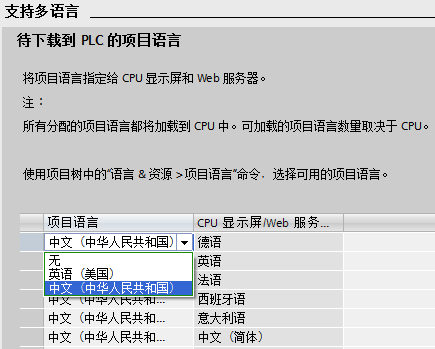 支持多语言
待下载到 PLC 的项目语言
将项目语言指定给 CPU 显示屏和 Web 服务器。
注：
所有分配的项目语言都将加载到 CPU 中。可加载的项目语言数量取决于 CPU。
使用项目树中的“语言 & 资源 > 项目语言”命令，选择可用的项目语言。
项目语言 CPU 显示屏/Web 服务...
中文（中华人民共和国） 德语
无 英语
英语（美国）
中文（中华人民共和国） 法语
中文（中华人民共和... 西班牙语
中文（中华人民共和... 意大利语
中文（中华人民共和... 中文（简体）